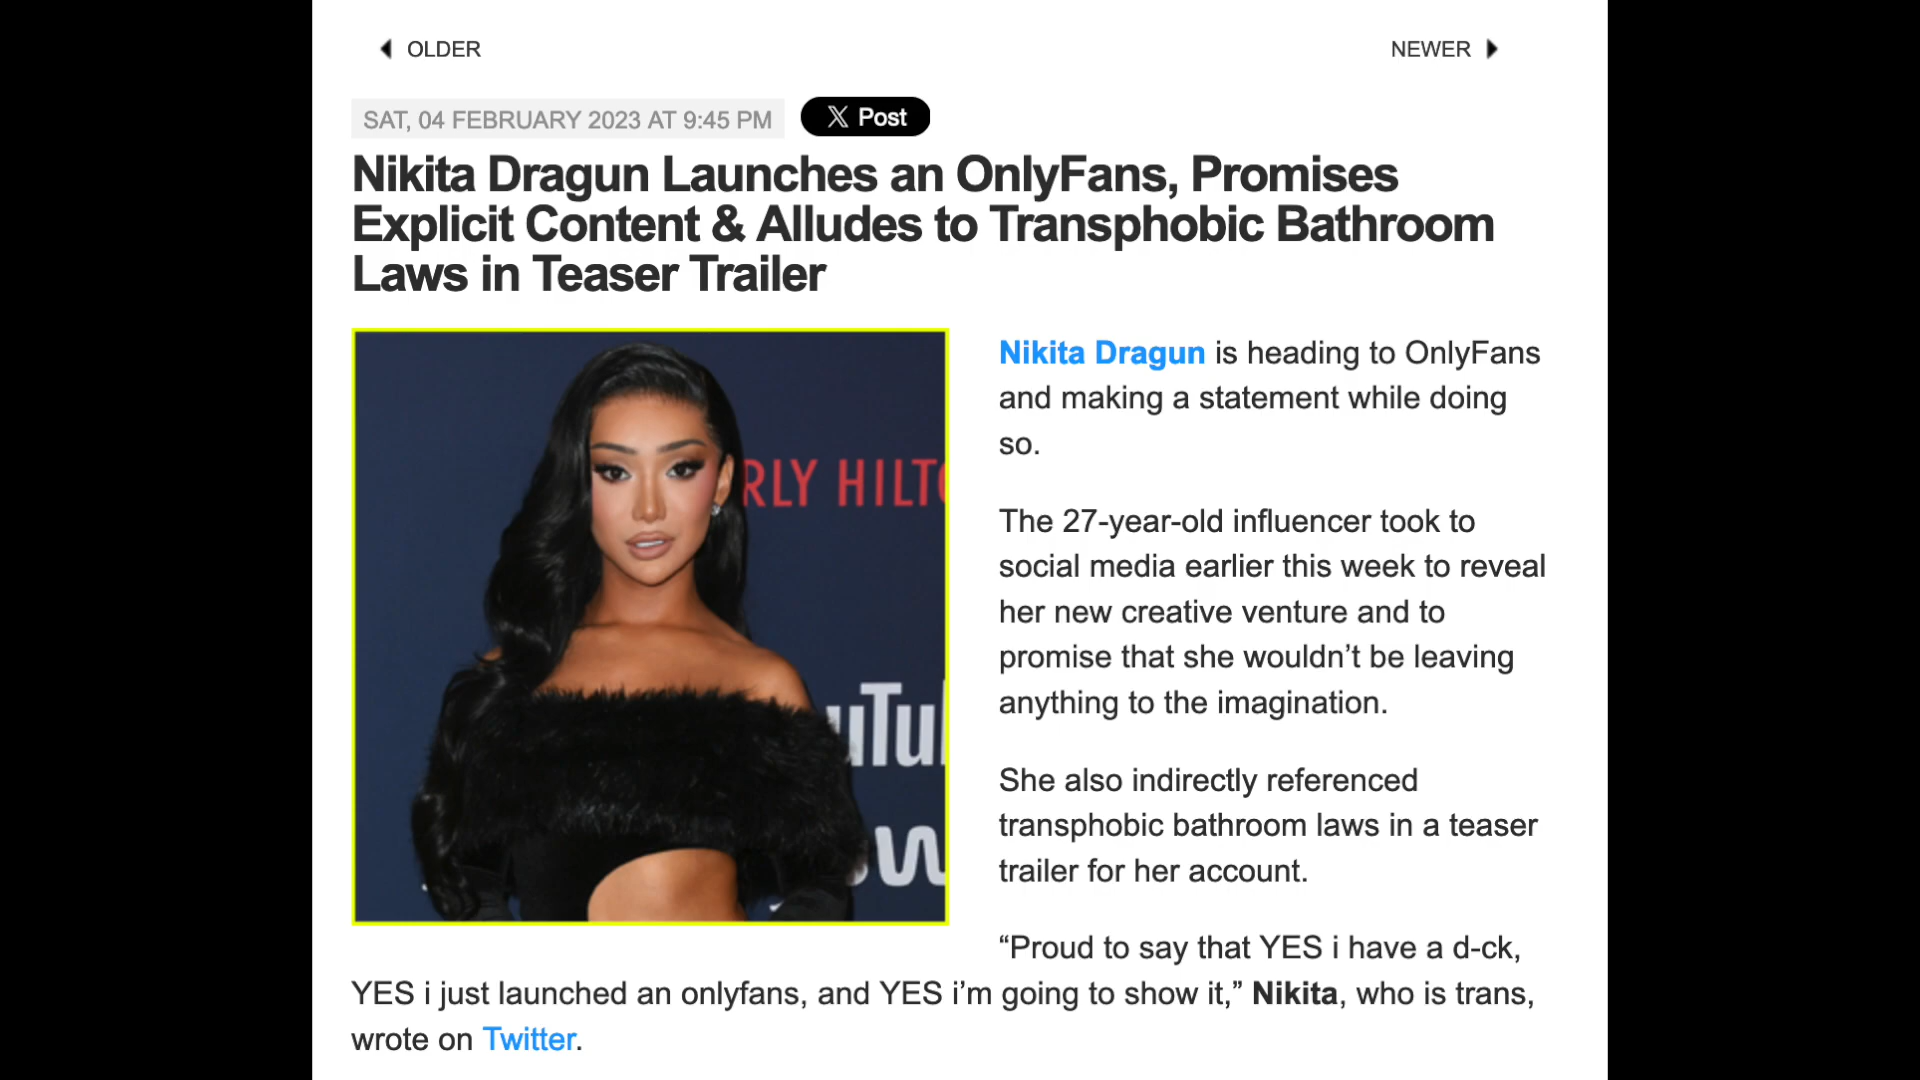 OLDER
NEWER
SAT, 04 FEBRUARY 2023 AT 9:45 PM
X Post
Nikita Dragun Launches an OnlyFans, Promises
Explicit Content & Alludes to Transphobic Bathroom
Laws in Teaser Trailer
RLY HILT
uTu
w
Nikita Dragun is heading to OnlyFans
and making a statement while doing
so.
The 27-year-old influencer took to
social media earlier this week to reveal
her new creative venture and to
promise that she wouldn’t be leaving
anything to the imagination.
She also indirectly referenced
transphobic bathroom laws in a teaser
trailer for her account.
“Proud to say that YES i have a d-ck,
YES i just launched an onlyfans, and YES i’m going to show it,” Nikita, who is trans,
wrote on Twitter.